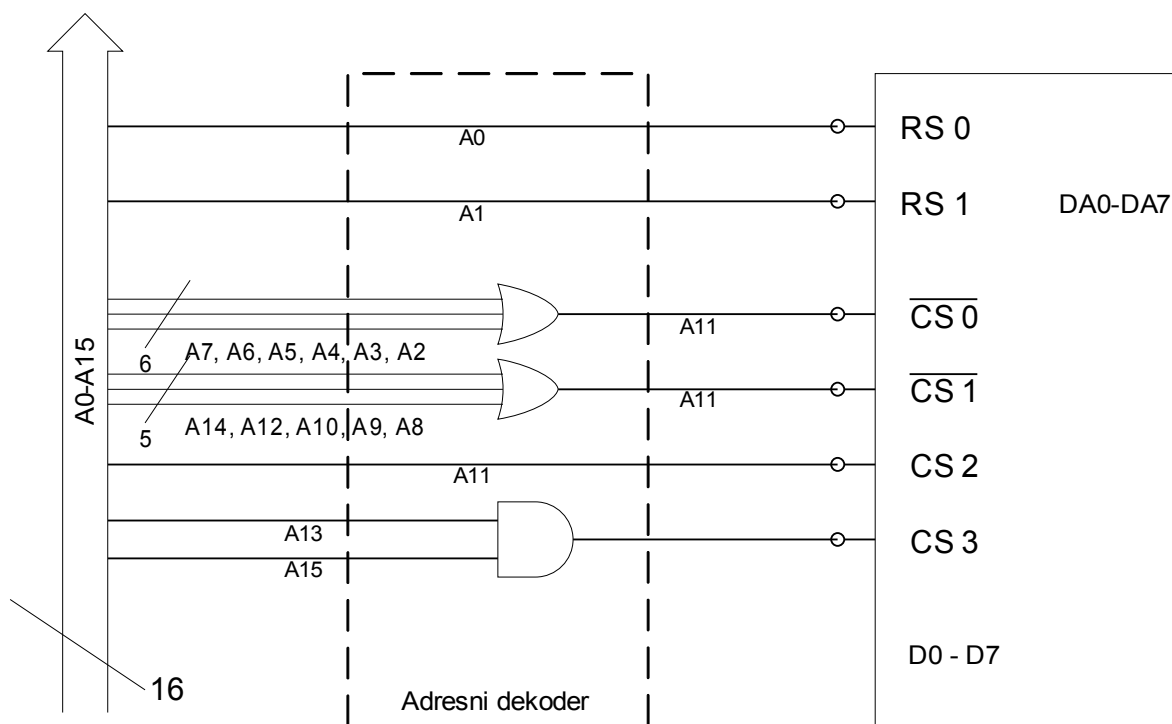 A0-A15
A0
RS 0
A1
RS 1
DA0-DA7
6
A7, A6, A5, A4, A3, A2
A11
CS 0
5
A14, A12, A10, A9, A8
A11
CS 1
A11
CS 2
A13
A15
CS 3
16
D0 - D7
Adresni dekoder